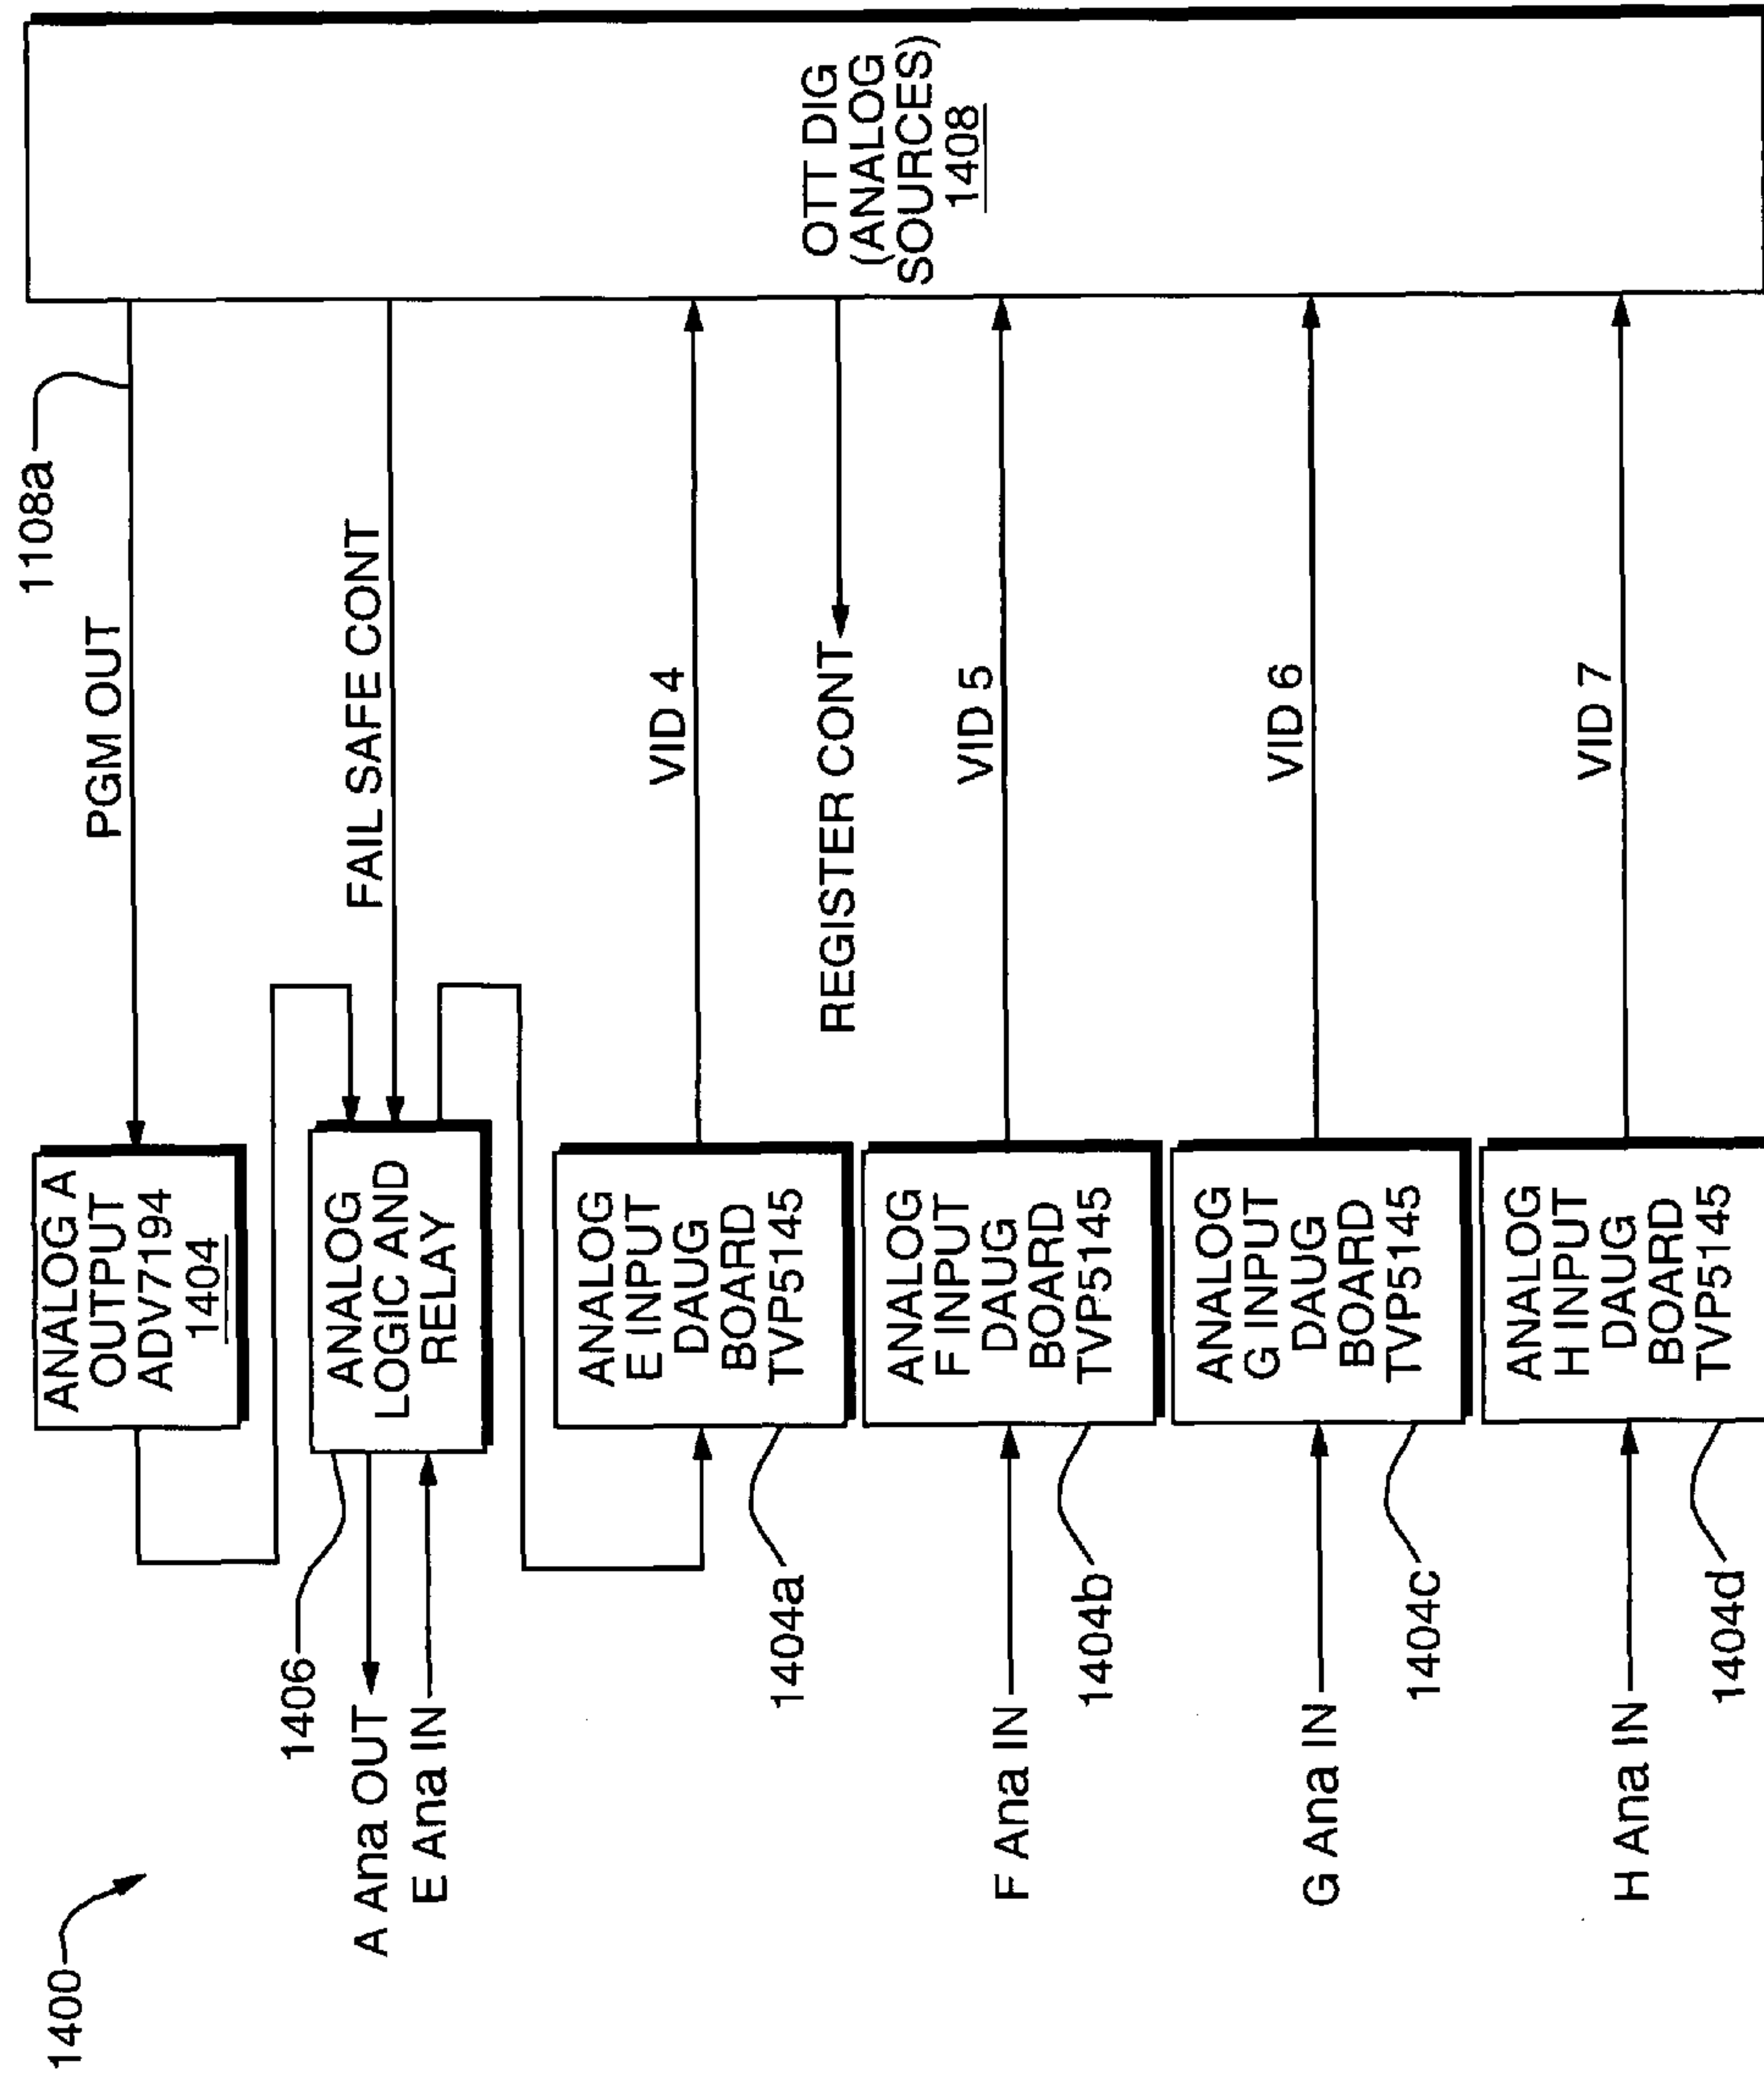 1400
1108a
PGM OUT
ANALOG A
OUTPUT
ADV7194
1404
FAIL SAFE CONT
ANALOG
LOGIC AND
RELAY
1406
A Ana OUT
E Ana IN
VID 4
ANALOG
E INPUT
DAUG
BOARD
TVP5145
1404a
REGISTER CONT
OTT DIG
(ANALOG
SOURCES)
1408
VID 5
ANALOG
F INPUT
DAUG
BOARD
TVP5145
1404b
F Ana IN
VID 6
ANALOG
G INPUT
DAUG
BOARD
TVP5145
1404c
G Ana IN
VID 7
ANALOG
H INPUT
DAUG
BOARD
TVP5145
1404d
H Ana IN